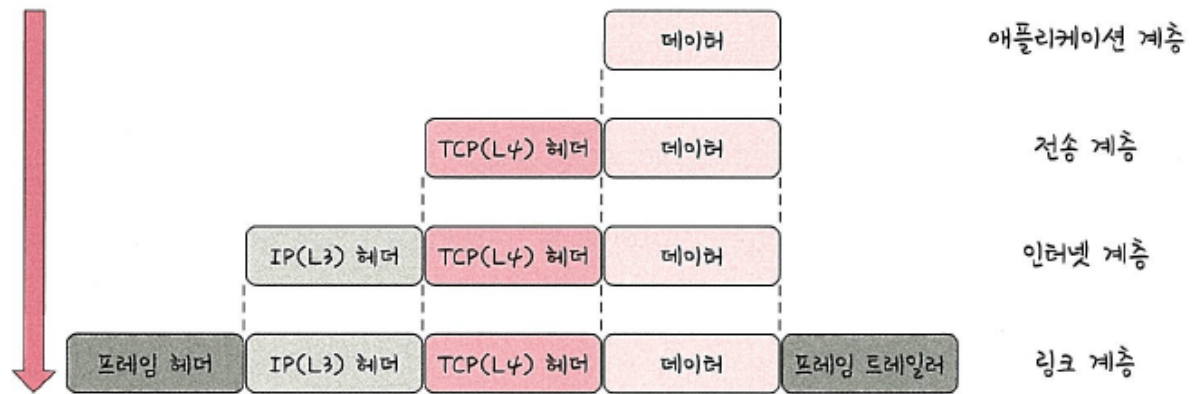 데이터 애플리케이션 계층
TCP(L4) 헤더 데이터 전송 계층
IP(L3) 헤더 TCP(L4) 헤더 데이터 인터넷 계층
프레임 헤더 IP(L3) 헤더 TCP(L4) 헤더 데이터 프레임 트레일러 링크 계층